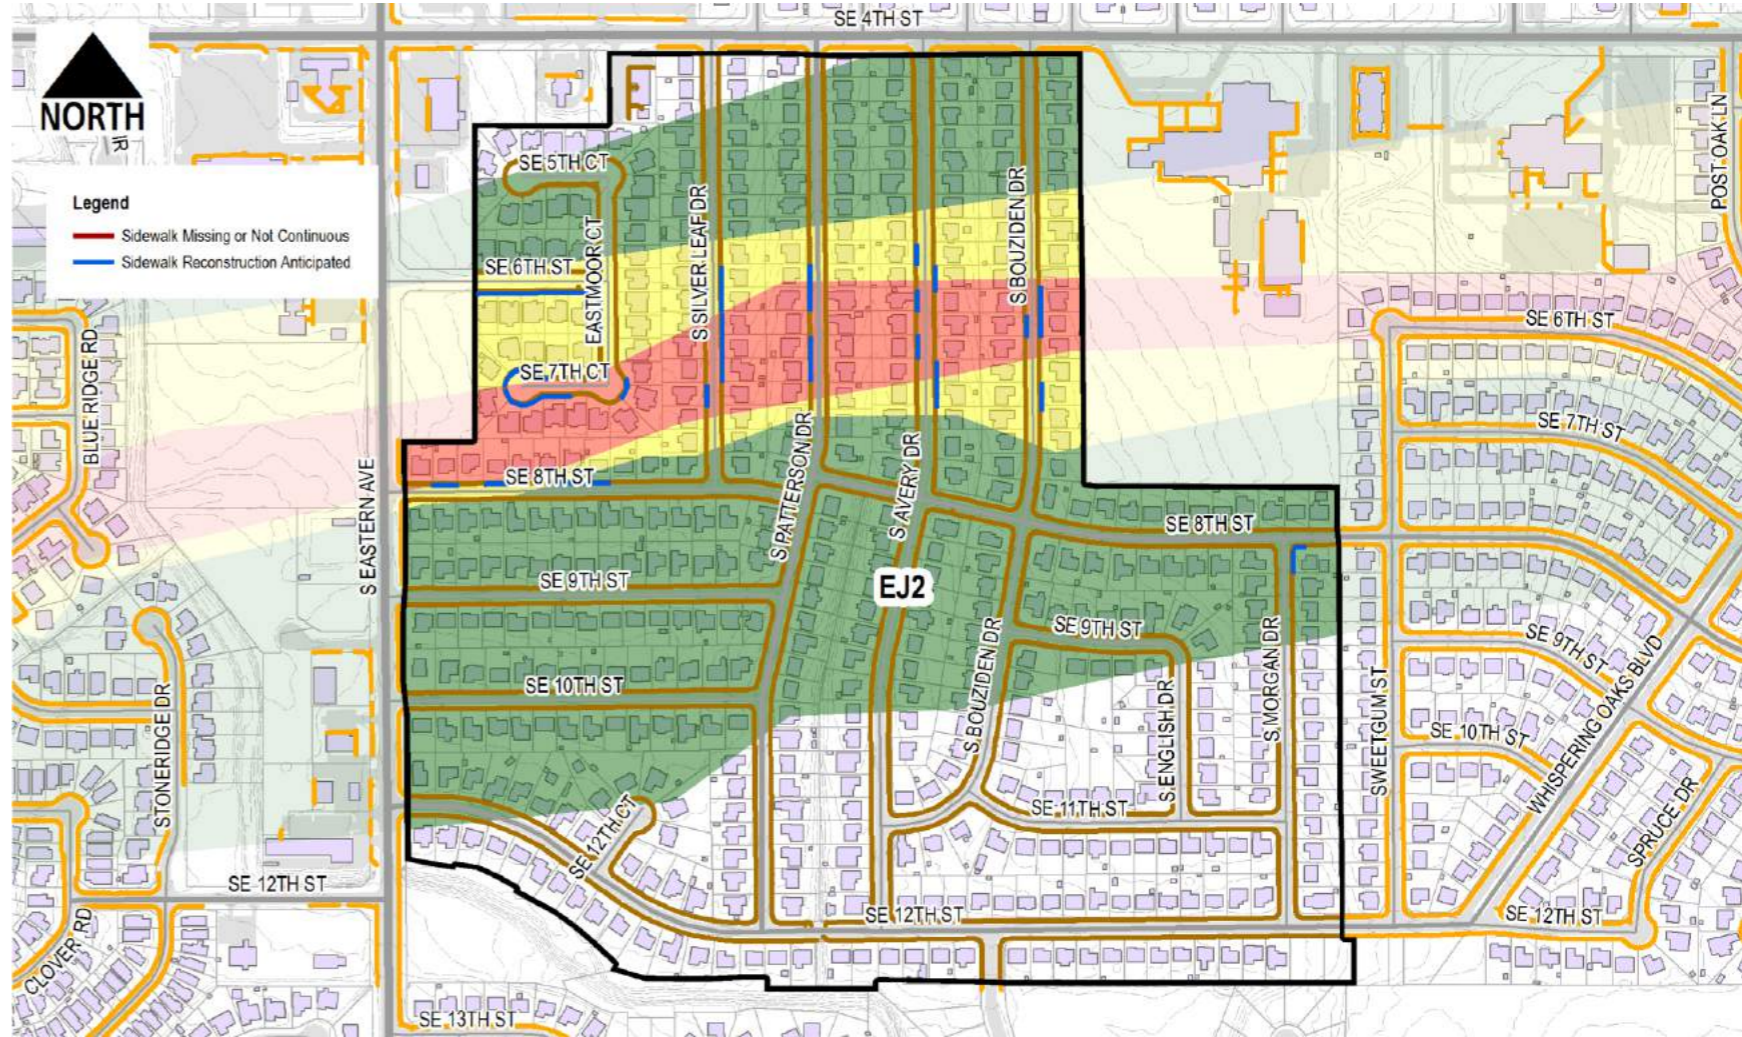 SE 4TH ST
NORTH
IR
Legend
Sidewalk Missing or Not Continuous
Sidewalk Reconstruction Anticipated
POST OAK LN
SE 5TH CT
S SILVER LEAF DR
S BOUZIDEN DR
EASTMOOR CT
SE 6TH ST
SE 6TH ST
BLUE RIDGE RD
SE 7TH CT
SE 7TH ST
S EASTERN AVE
SE 8TH ST
S PATTERSON DR
S AVERY DR
SE 8TH ST
SE 9TH ST
EJ2
SE 9TH ST
SE 9TH ST
S BOUZIDEN DR
S MORGAN DR
SE 10TH ST
STONERIDGE DR
S ENGLISH DR
SWEETGUM ST
SE 10TH ST
WHISPERING OAKS BLVD
SE 11TH ST
SE 12TH CT
SPRUCE DR
SE 12TH ST
SE 12TH ST
SE 12TH ST
CLOVER RD
SE 13TH ST